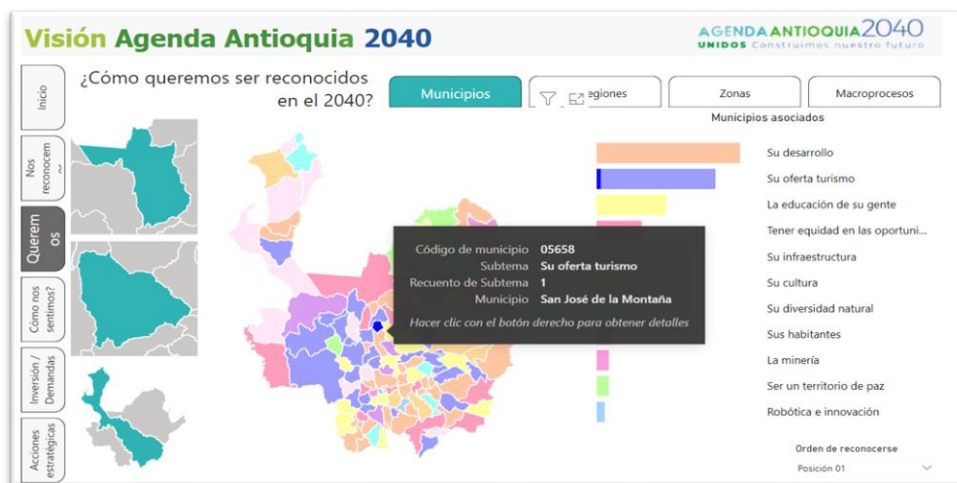 Visión Agenda Antioquia 2040
AGENDA ANTIOQUIA 2040
UNIDOS Construimos nuestro futuro
¿Cómo queremos ser reconocidos
en el 2040?
Municipios
egiones
Zonas
Macroprocesos
Inicio
Nos
reconocem
Querem
os
Cómo nos
sentimos?
Inversión /
Demandas
Acciones
estratégicas
Código de municipio 05658
Subtema Su oferta turismo
Recuento de Subtema 1
Municipio San José de la Montaña
Hacer clic con el botón derecho para obtener detalles
Municipios asociados
Su desarrollo
Su oferta turismo
La educación de su gente
Tener equidad en las oportuni...
Su infraestructura
Su cultura
Su diversidad natural
Sus habitantes
La minería
Ser un territorio de paz
Robótica e innovación
Orden de reconocerse
Posición 01